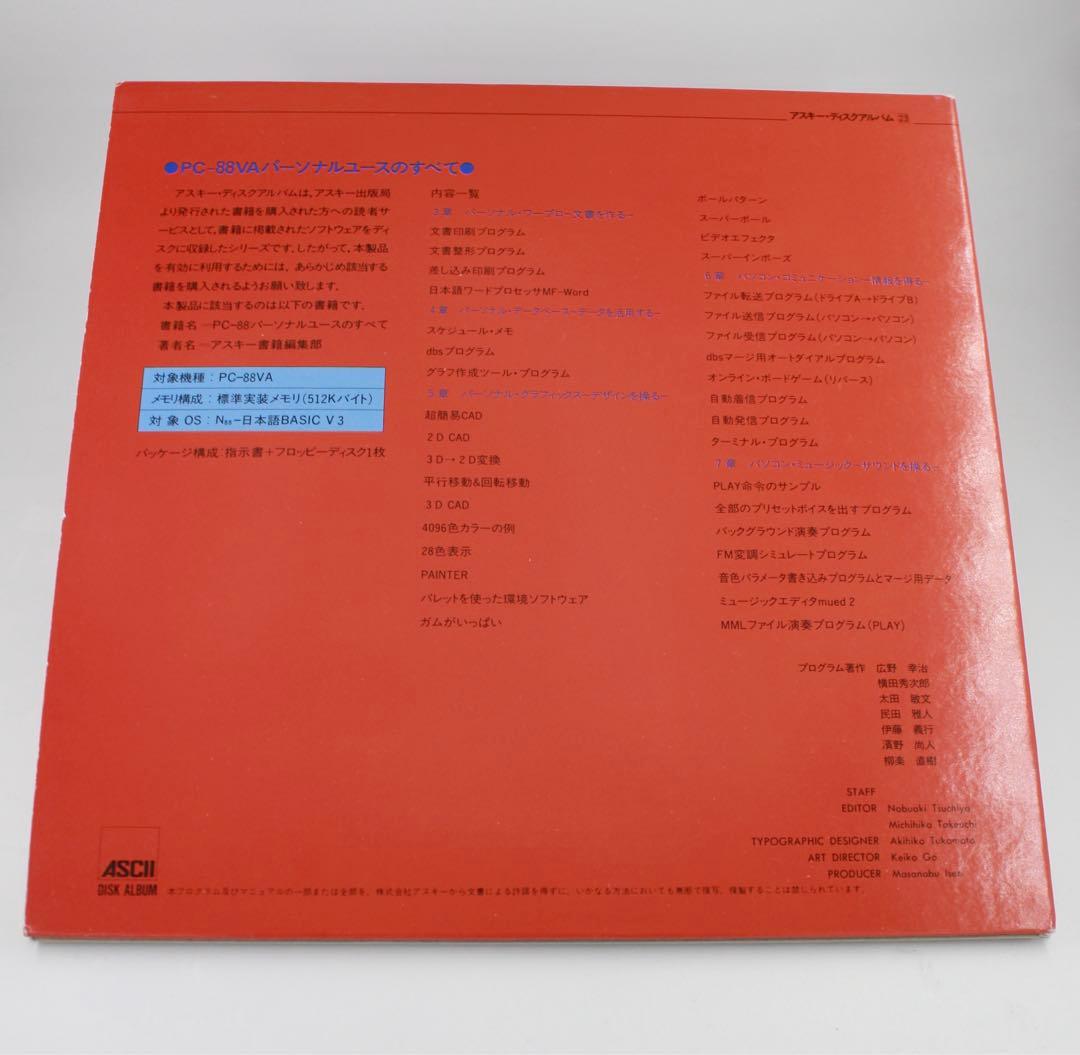 アスキー・ディスクアルバム 23
●PC-88VAパーソナルユースのすべて●
アスキー・ディスクアルバムは、アスキー出版局
より発行された書籍を購入された方への読者サ
ービスとして、書籍に掲載されたソフトウェアをディ
スクに収録したシリーズです。したがって、本製品
を有効に利用するためには、あらかじめ該当する
書籍を購入されるようお願い致します。
本製品に該当するのは以下の書籍です。
書籍名―PC-88パーソナルユースのすべて
著者名―アスキー書籍編集部
対象機種：PC-88VA
メモリ構成：標準実装メモリ(512Kバイト)
対象OS：N88-日本語BASIC V3
パッケージ構成：指示書＋フロッピーディスク1枚
内容一覧
3章 パーソナル・ワープロ－文書を作る－
文書印刷プログラム
文書整形プログラム
差し込み印刷プログラム
日本語ワードプロセッサMF-Word
4章 パーソナル・データベース－データを活用する－
スケジュール・メモ
dbsプログラム
グラフ作成ツール・プログラム
5章 パーソナル・グラフィックス－デザインを操る－
超簡易CAD
2D CAD
3D→2D変換
平行移動&回転移動
3D CAD
4096色カラーの例
28色表示
PAINTER
パレットを使った環境ソフトウェア
ガムがいっぱい
ボールパターン
スーパーボール
ビデオエフェクタ
スーパーインポーズ
6章 パソコン・コミュニケーション－情報を得る－
ファイル転送プログラム(ドライブA→ドライブB)
ファイル送信プログラム(パソコン→パソコン)
ファイル受信プログラム(パソコン→パソコン)
dbsマージ用オートダイアルプログラム
オンライン・ボードゲーム(リバース)
自動着信プログラム
自動発信プログラム
ターミナル・プログラム
7章 パソコン・ミュージック－サウンドを操る－
PLAY命令のサンプル
全部のプリセットボイスを出すプログラム
バックグラウンド演奏プログラム
FM変調シミュレートプログラム
音色パラメータ書き込みプログラムとマージ用データ
ミュージックエディタmued 2
MMLファイル演奏プログラム(PLAY)
プログラム著作 広野 幸治
横田秀次郎
太田 敏文
民田 雅人
伊藤 義行
濱野 尚人
柳楽 直樹
STAFF
EDITOR Nobuaki Tsuchiya
Michihiko Takeuchi
TYPOGRAPHIC DESIGNER Akihiko Tukamoto
ART DIRECTOR Keiko Go
PRODUCER Masanobu
ASCII
DISK ALBUM
本プログラム及びマニュアルの一部または全部を、株式会社アスキーから文書による許諾を得ずに、いかなる方法においても無断で複写、複製することは禁じられています。